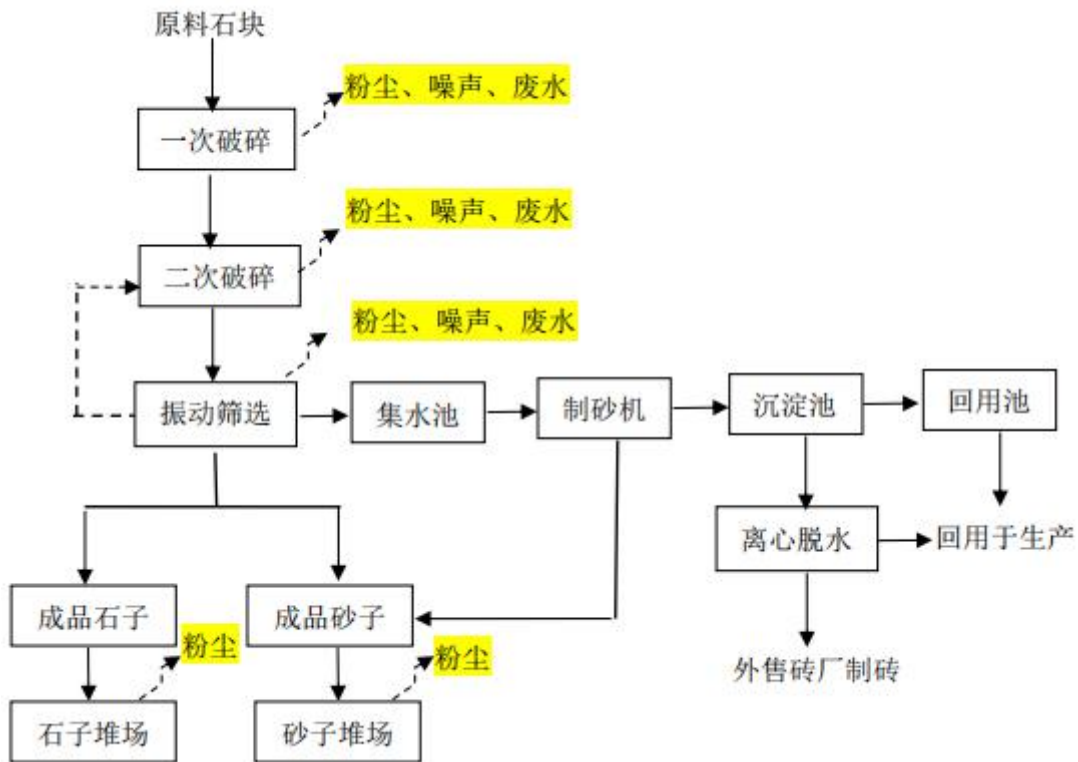 原料石块
粉尘、噪声、废水
一次破碎
粉尘、噪声、废水
二次破碎
粉尘、噪声、废水
振动筛选
集水池
制砂机
沉淀池
回用池
离心脱水
回用于生产
成品石子
成品砂子
粉尘
粉尘
外售砖厂制砖
石子堆场
砂子堆场